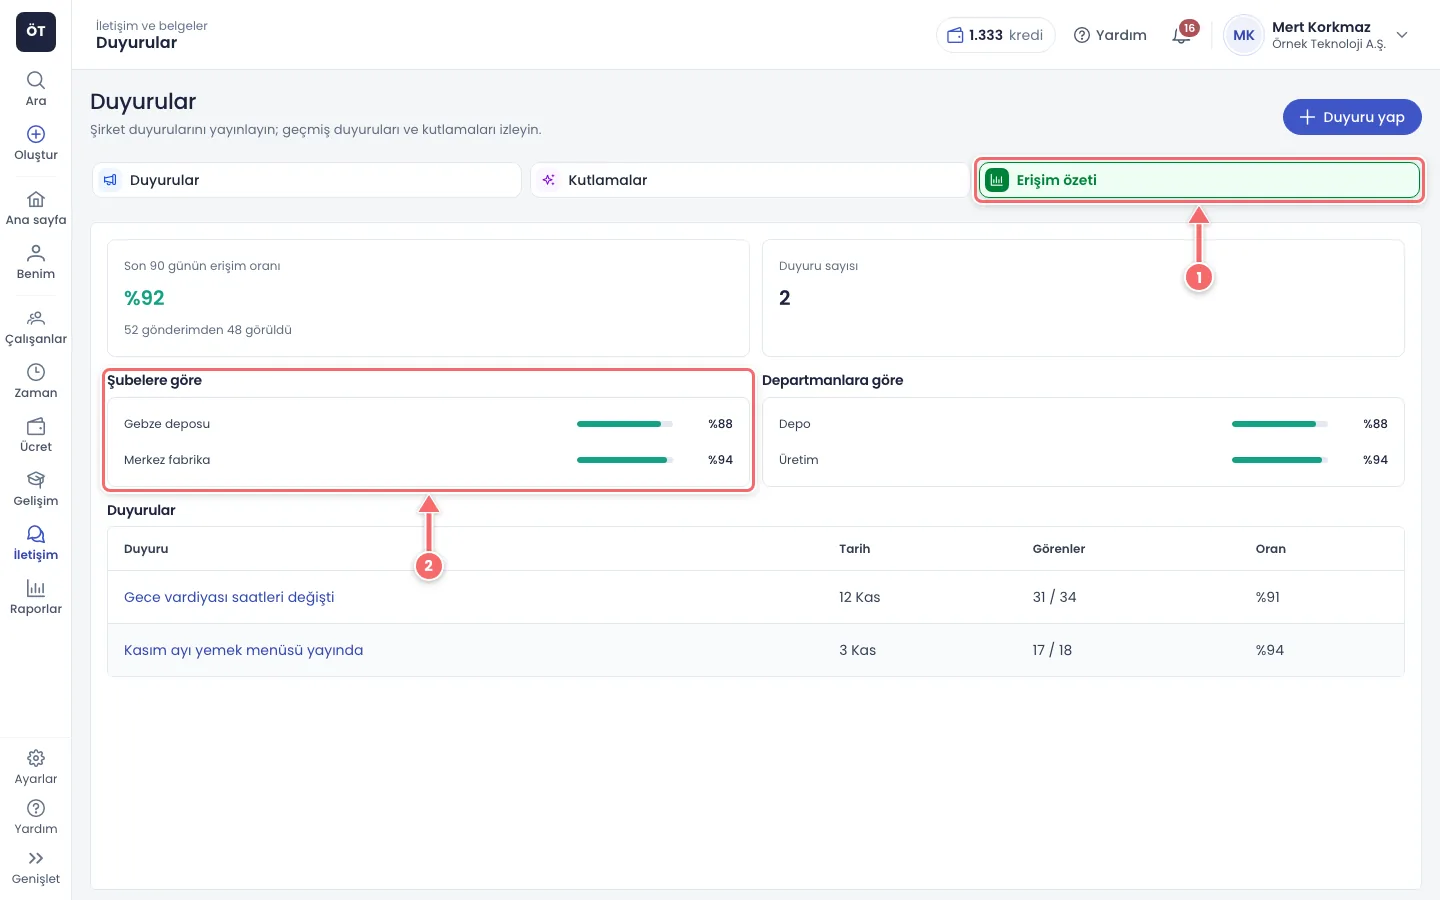 ÖT
Ara
Oluştur
Ana sayfa
Benim
Çalışanlar
Zaman
Ücret
Gelişim
İletişim
Raporlar
Ayarlar
Yardım
Genişlet
İletişim ve belgeler
Duyurular
1.333 kredi
Yardım
16
MK
Mert Korkmaz
Örnek Teknoloji A.Ş.
Duyurular
Şirket duyurularını yayınlayın; geçmiş duyuruları ve kutlamaları izleyin.
Duyuru yap
Duyurular
Kutlamalar
Erişim özeti
1
Son 90 günün erişim oranı
%92
52 gönderimden 48 görüldü
Duyuru sayısı
2
Şubelere göre
Gebze deposu %88
Merkez fabrika %94
2
Departmanlara göre
Depo %88
Üretim %94
Duyurular
Duyuru Tarih Görenler Oran
Gece vardiyası saatleri değişti 12 Kas 31 / 34 %91
Kasım ayı yemek menüsü yayında 3 Kas 17 / 18 %94